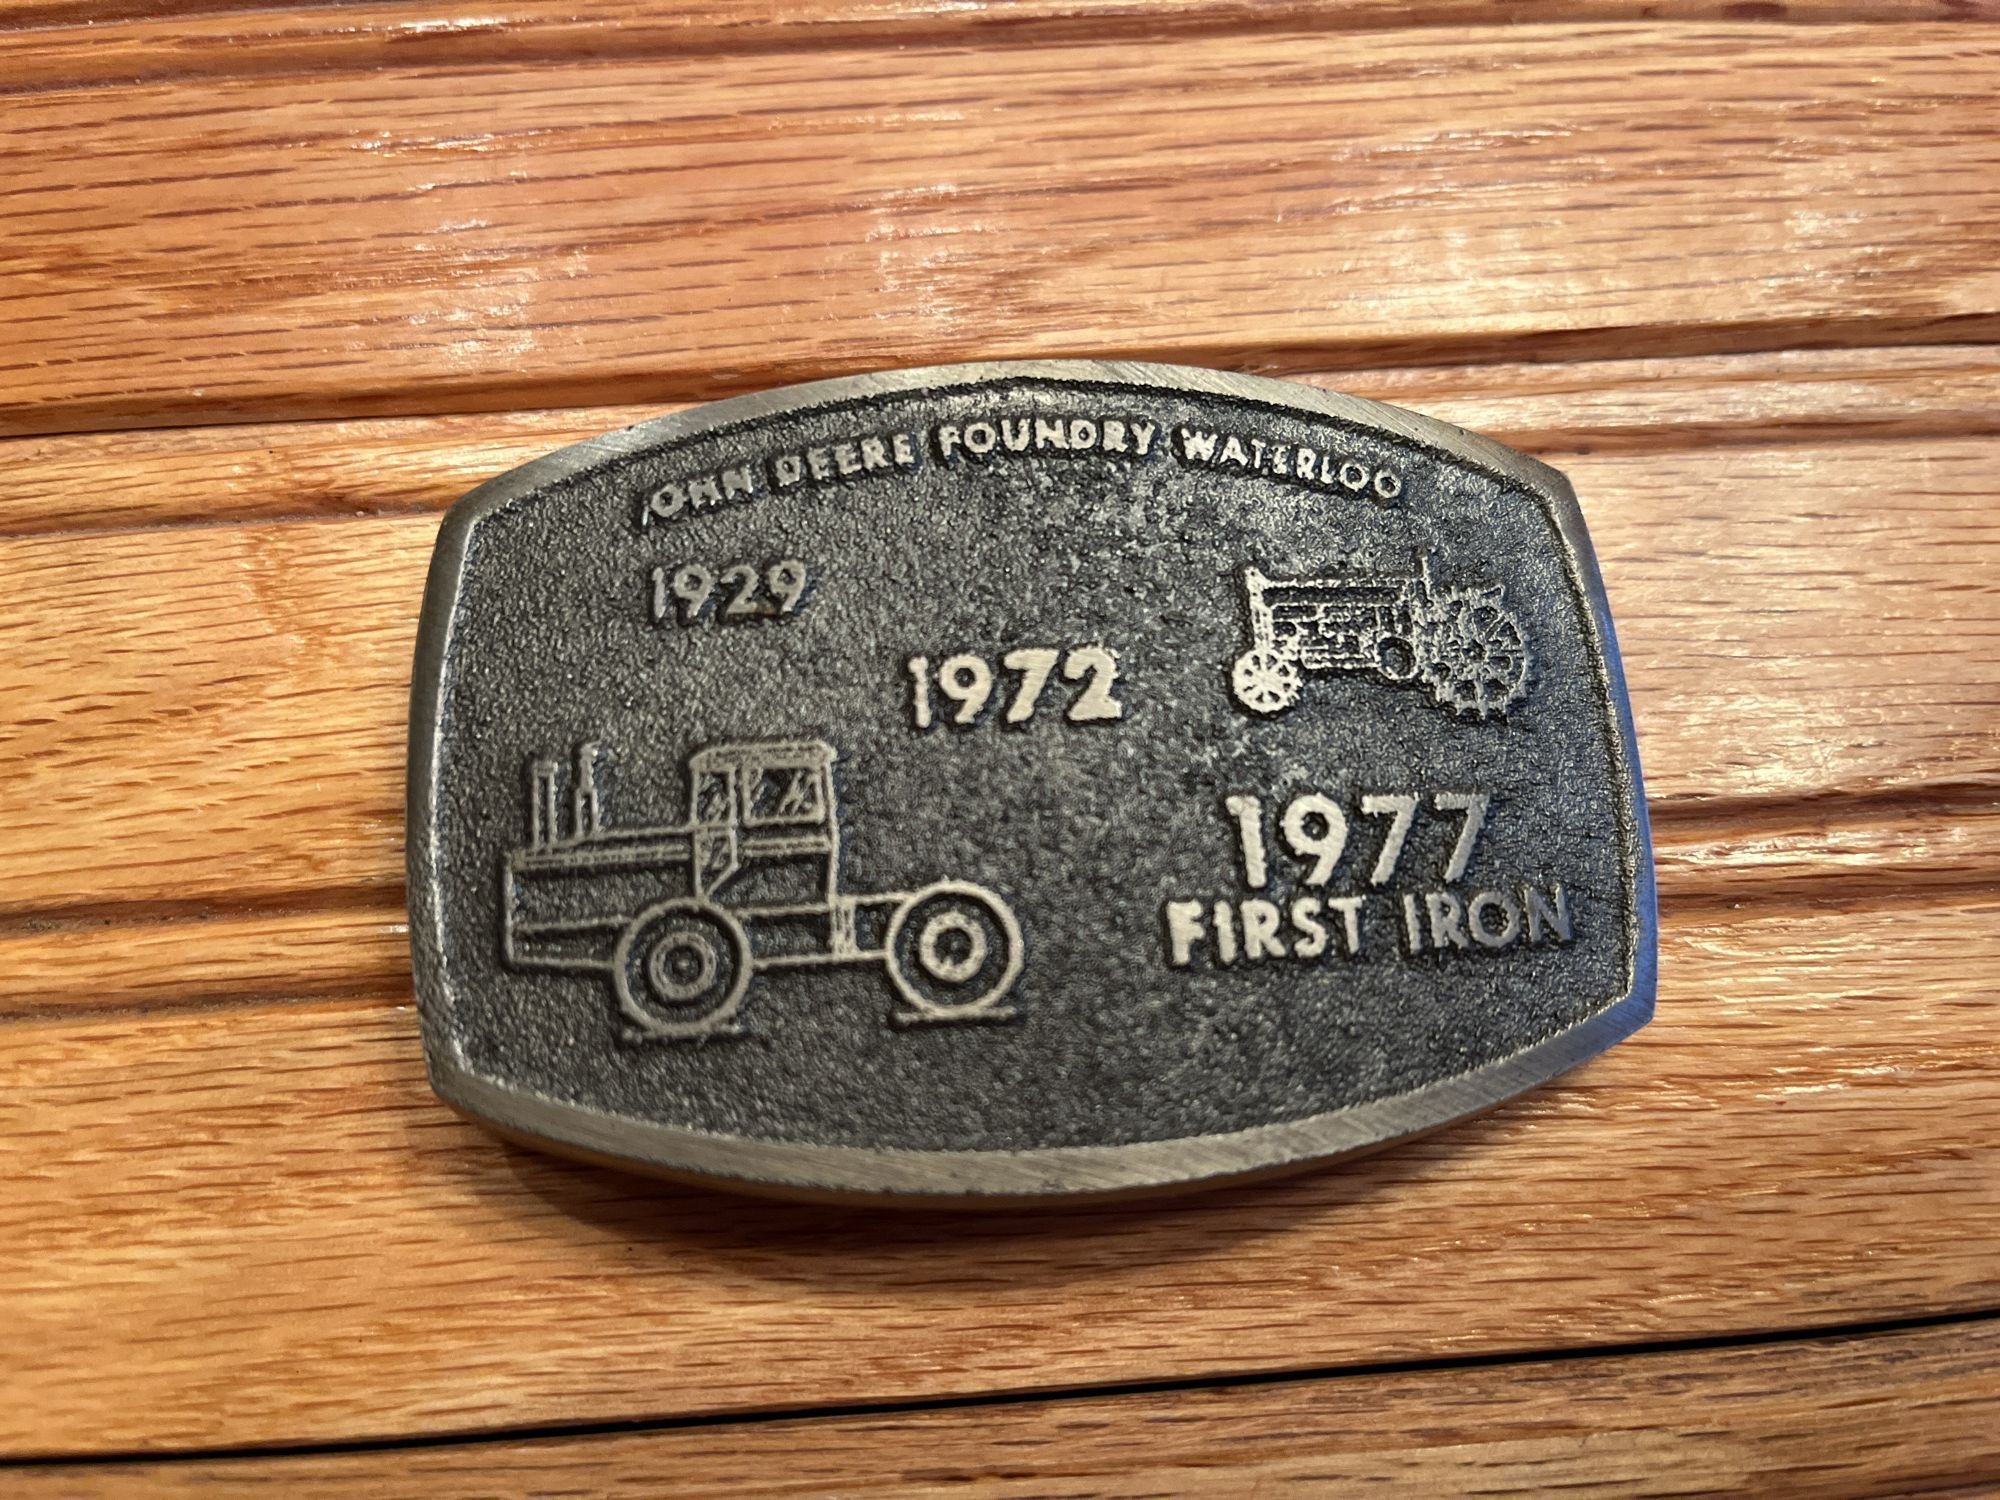 JOHN DEERE FOUNDRY WATERLOO
1929
1972
1977
FIRST IRON